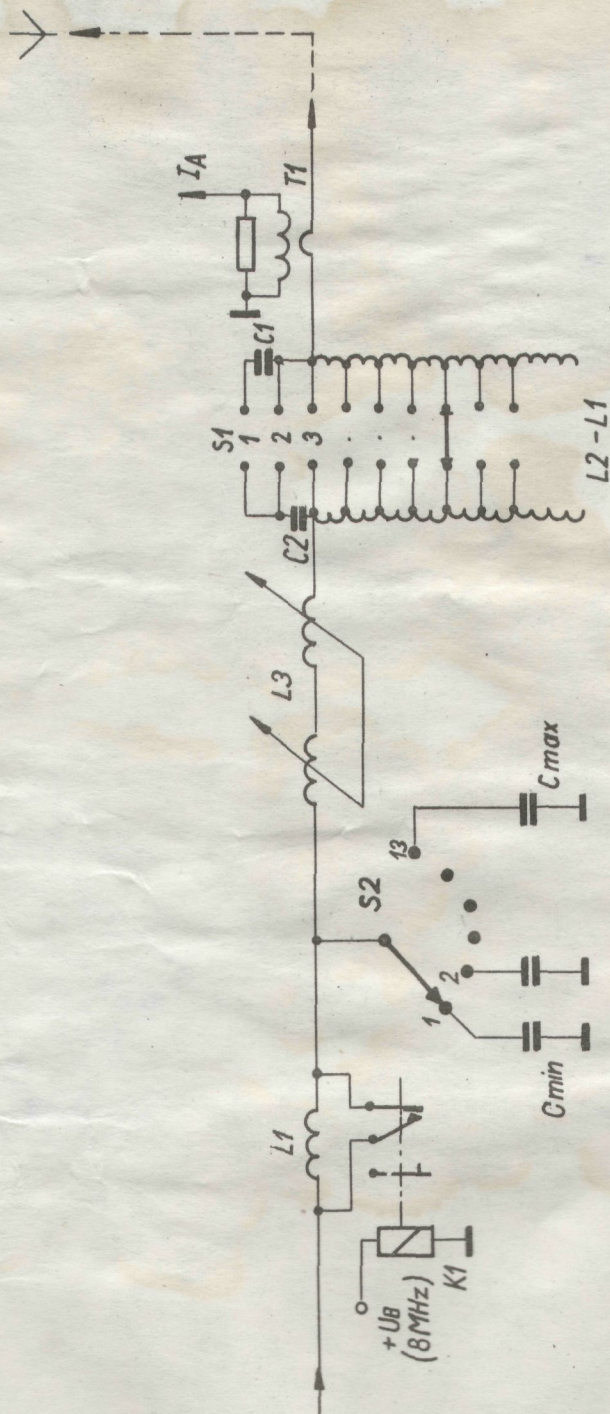 +UB
(8MHz)
K1
L1
Cmin
1
2
S2
13
Cmax
L3
C2
S1
1
2
3
.
.
.
C1
L2-L1
IA
T1